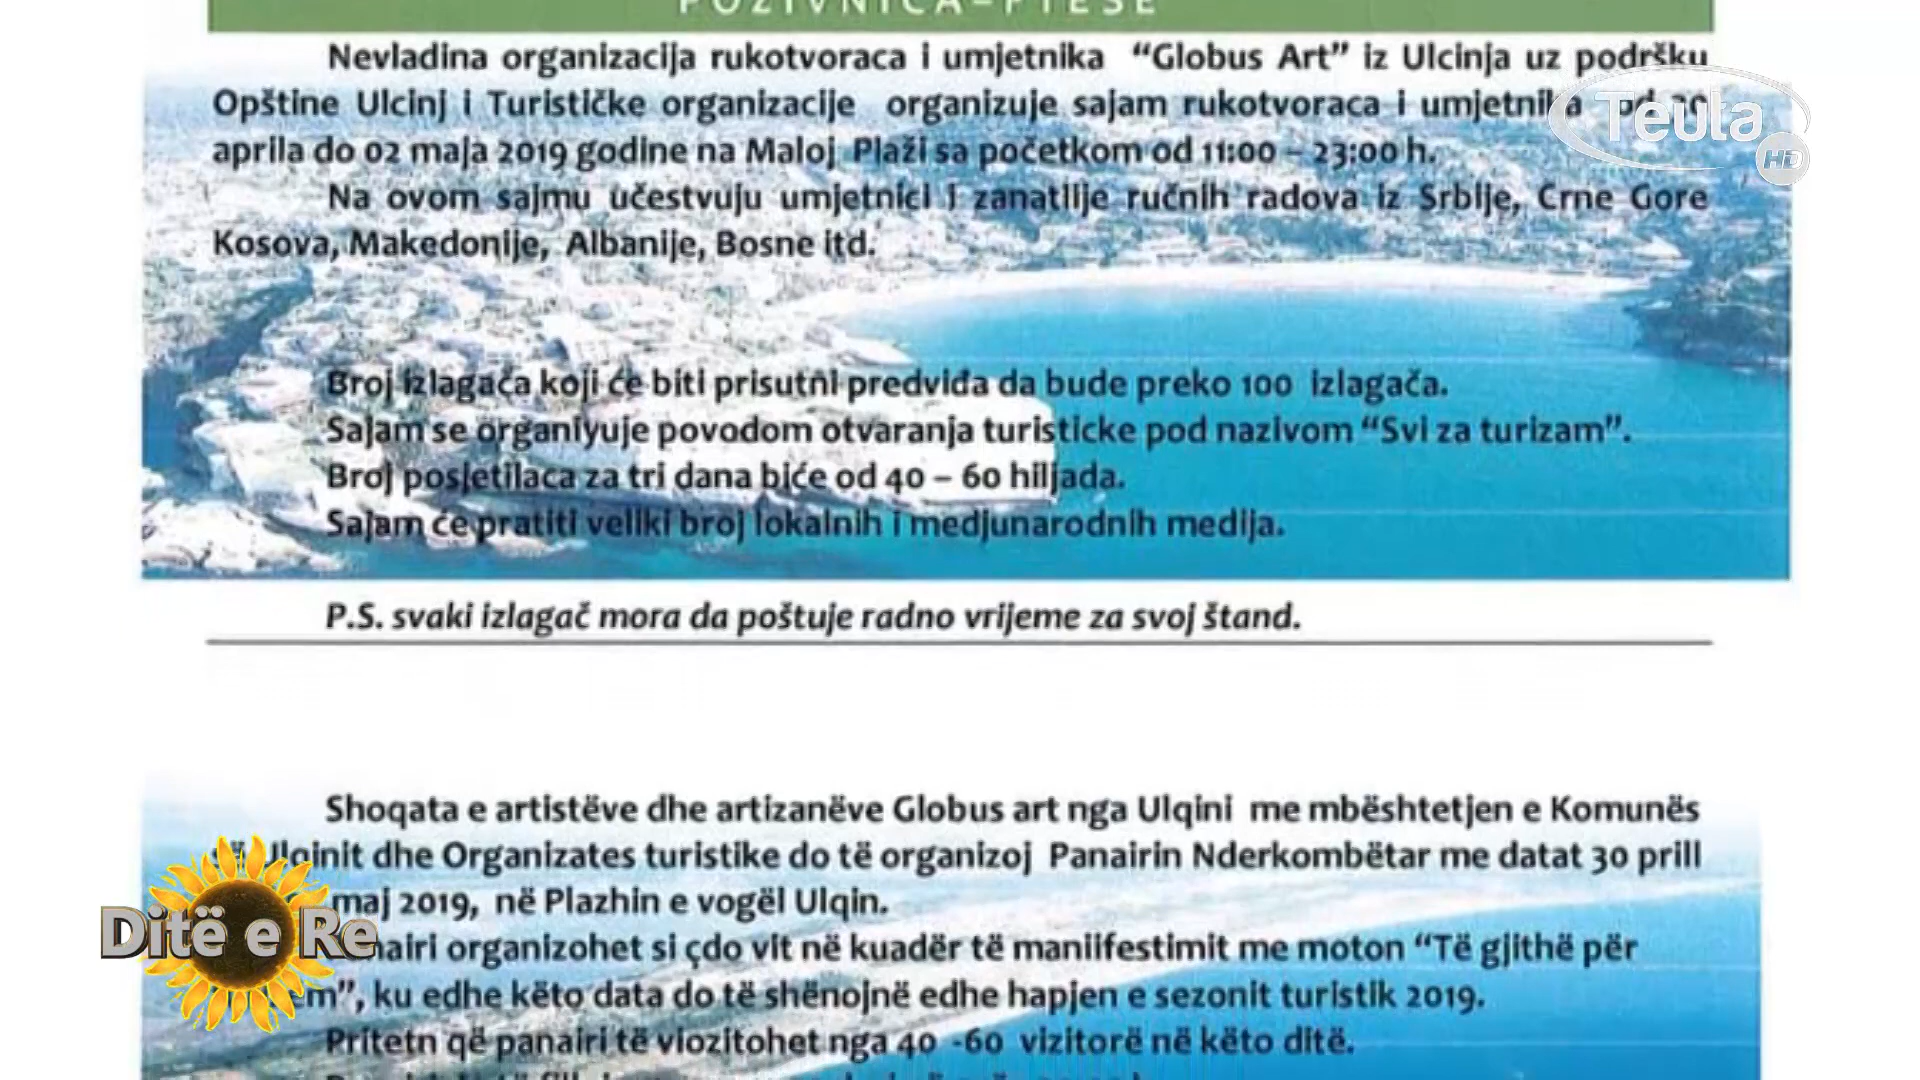 POZIVNICA–FTESË
Nevladina organizacija rukotvoraca i umjetnika “Globus Art” iz Ulcinja uz podršku
Opštine Ulcinj i Turističke organizacije organizuje sajam rukotvoraca i umjetnika od 30
aprila do 02 maja 2019 godine na Maloj Plaži sa početkom od 11:00 – 23:00 h.
Na ovom sajmu učestvuju umjetnici i zanatlije ručnih radova iz Srbije, Crne Gore
Kosova, Makedonije, Albanije, Bosne itd.
Broj izlagača koji će biti prisutni predviđa da bude preko 100 izlagača.
Sajam se organiyuje povodom otvaranja turisticke pod nazivom “Svi za turizam”.
Broj posjetilaca za tri dana biće od 40 – 60 hiljada.
Sajam će pratiti veliki broj lokalnih i medjunarodnih medija.
P.S. svaki izlagač mora da poštuje radno vrijeme za svoj štand.
Shoqata e artistëve dhe artizanëve Globus art nga Ulqini me mbështetjen e Komunës
Ulqinit dhe Organizates turistike do të organizoj Panairin Nderkombëtar me datat 30 prill
maj 2019, në Plazhin e vogël Ulqin.
organizohet si çdo vit në kuadër të maniifestimit me moton “Të gjithë për
”, ku edhe këto data do të shënojnë edhe hapjen e sezonit turistik 2019.
Pritetn që panairi të viozitohet nga 40 -60 vizitorë në këto ditë.
Teuta
HD
Ditë e Re